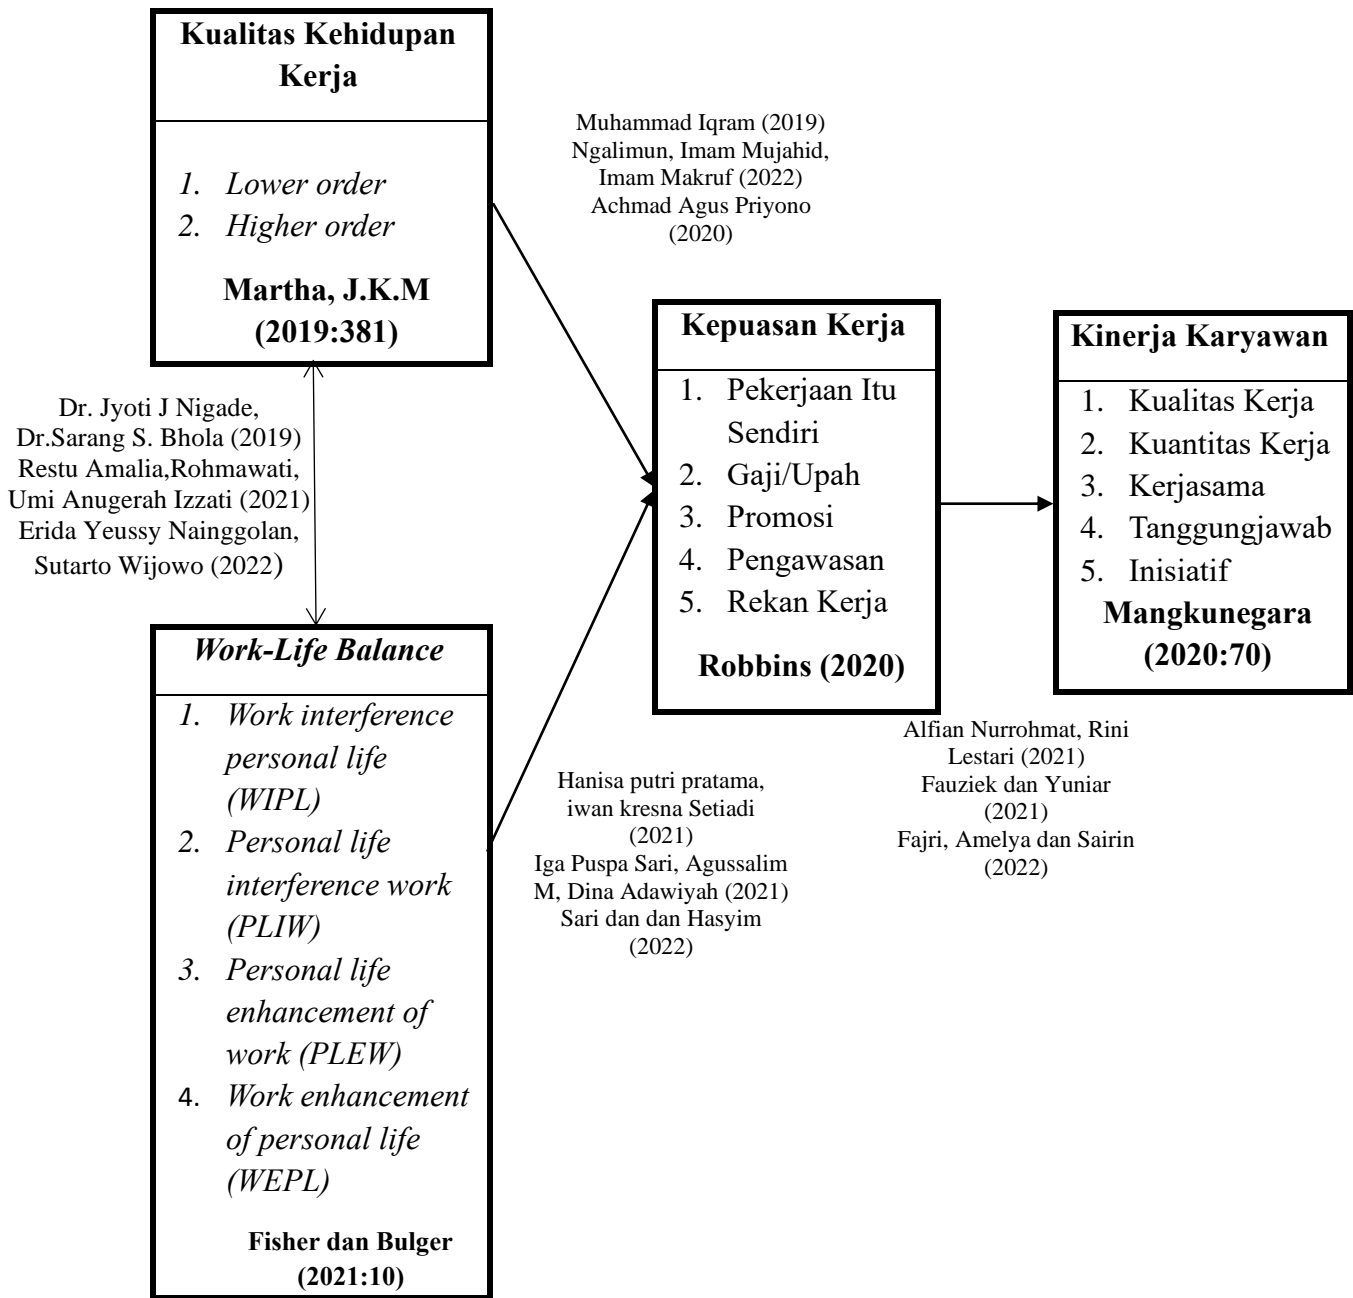 Kualitas Kehidupan
Kerja
1. Lower order
2. Higher order
Martha, J.K.M
(2019:381)
Muhammad Iqram (2019)
Ngalimun, Imam Mujahid,
Imam Makruf (2022)
Achmad Agus Priyono
(2020)
Dr. Jyoti J Nigade,
Dr.Sarang S. Bhola (2019)
Restu Amalia,Rohmawati,
Umi Anugerah Izzati (2021)
Erida Yeussy Nainggolan,
Sutarto Wijowo (2022)
Work-Life Balance
1. Work interference
personal life
(WIPL)
2. Personal life
interference work
(PLIW)
3. Personal life
enhancement of
work (PLEW)
4. Work enhancement
of personal life
(WEPL)
Fisher dan Bulger
(2021:10)
Hanisa putri pratama,
iwan kresna Setiadi
(2021)
Iga Puspa Sari, Agussalim
M, Dina Adawiyah (2021)
Sari dan dan Hasyim
(2022)
Kepuasan Kerja
1. Pekerjaan Itu
Sendiri
2. Gaji/Upah
3. Promosi
4. Pengawasan
5. Rekan Kerja
Robbins (2020)
Alfian Nurrohmat, Rini
Lestari (2021)
Fauziek dan Yuniar
(2021)
Fajri, Amelya dan Sairin
(2022)
Kinerja Karyawan
1. Kualitas Kerja
2. Kuantitas Kerja
3. Kerjasama
4. Tanggungjawab
5. Inisiatif
Mangkunegara
(2020:70)